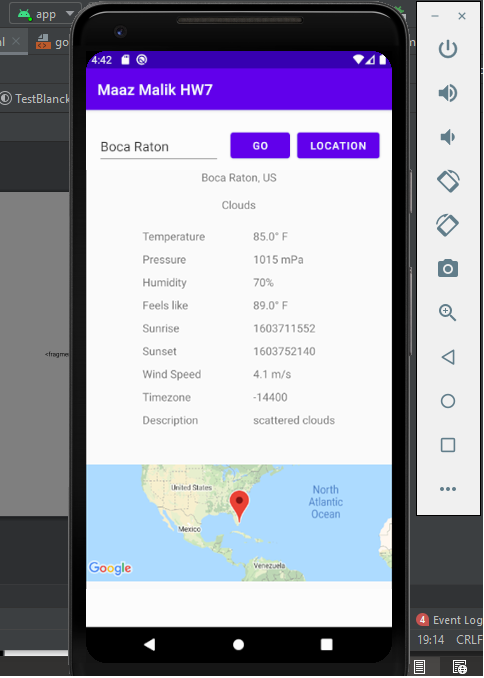 app
go
TestBlanck
4:42
Maaz Malik HW7
Boca Raton
GO
LOCATION
Boca Raton, US
Clouds
Temperature 85.0° F
Pressure 1015 mPa
Humidity 70%
Feels like 89.0° F
Sunrise 1603711552
Sunset 1603752140
Wind Speed 4.1 m/s
Timezone -14400
Description scattered clouds
United States
North
Atlantic
Ocean
Mexico
Venezuela
Google
<fragme
4 Event Log
19:14 CRLF